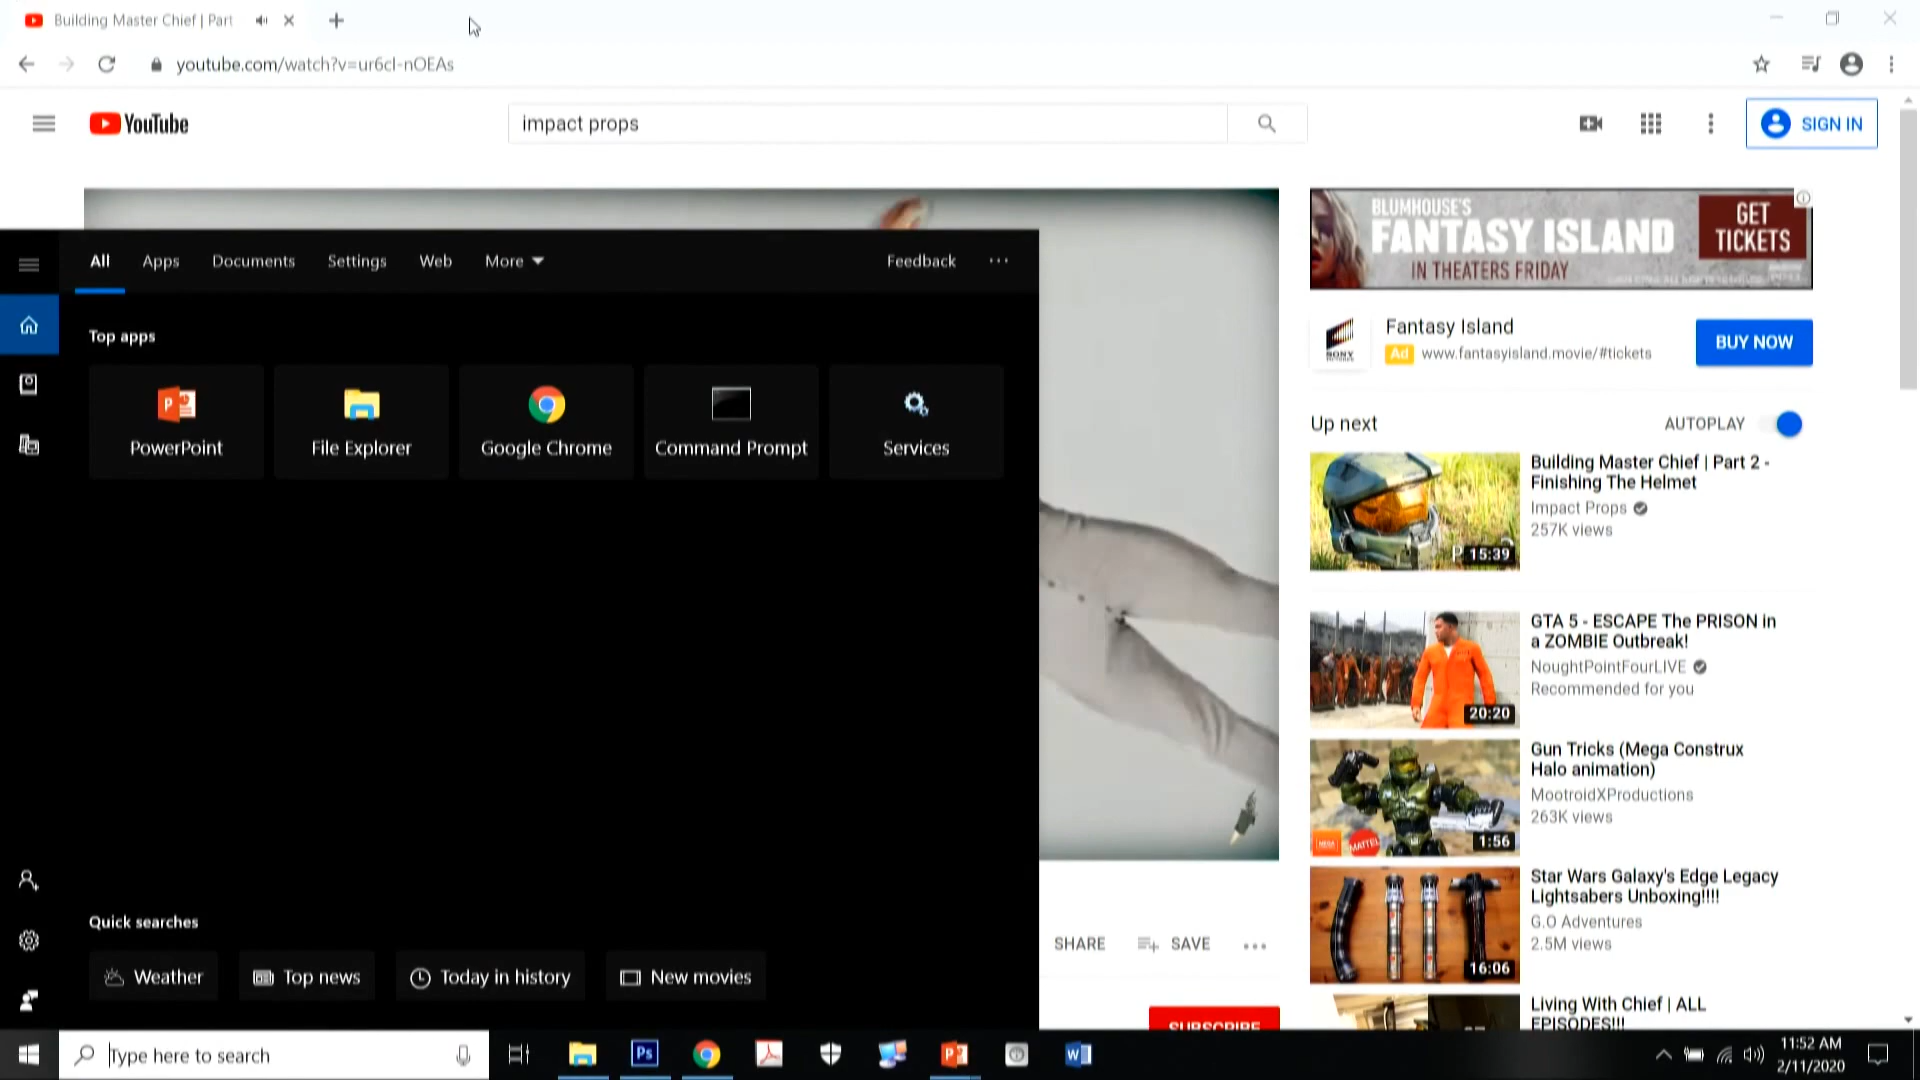 Building Master Chief | Part
youtube.com/watch?v=ur6cl-nOEAs
YouTube
impact props
SIGN IN
BLUMHOUSE'S
FANTASY ISLAND
IN THEATERS FRIDAY
GET
TICKETS
SONY
Fantasy Island
Ad www.fantasyisland.movie/#tickets
BUY NOW
All Apps Documents Settings Web More Feedback
Top apps
PowerPoint File Explorer Google Chrome Command Prompt Services
Up next
AUTOPLAY
Building Master Chief | Part 2 -
Finishing The Helmet
Impact Props
257K views
15:39
GTA 5 - ESCAPE The PRISON in
a ZOMBIE Outbreak!
NoughtPointFourLIVE
Recommended for you
20:20
Gun Tricks (Mega Construx
Halo animation)
MootroidXProductions
263K views
MATTEL
1:56
Star Wars Galaxy's Edge Legacy
Lightsabers Unboxing!!!!
G.O Adventures
2.5M views
16:06
Living With Chief | ALL
EPISODES!!!
SHARE SAVE
SUBSCRIBE
Quick searches
Weather Top news Today in history New movies
Type here to search
Ps
11:52 AM
2/11/2020